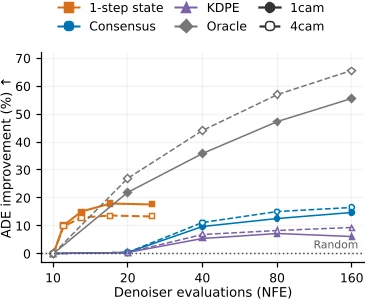 1-step state
KDPE
1cam
Consensus
Oracle
4cam
ADE improvement (%) ↑
70
60
50
40
30
20
10
0
Random
10
20
40
80
160
Denoiser evaluations (NFE)